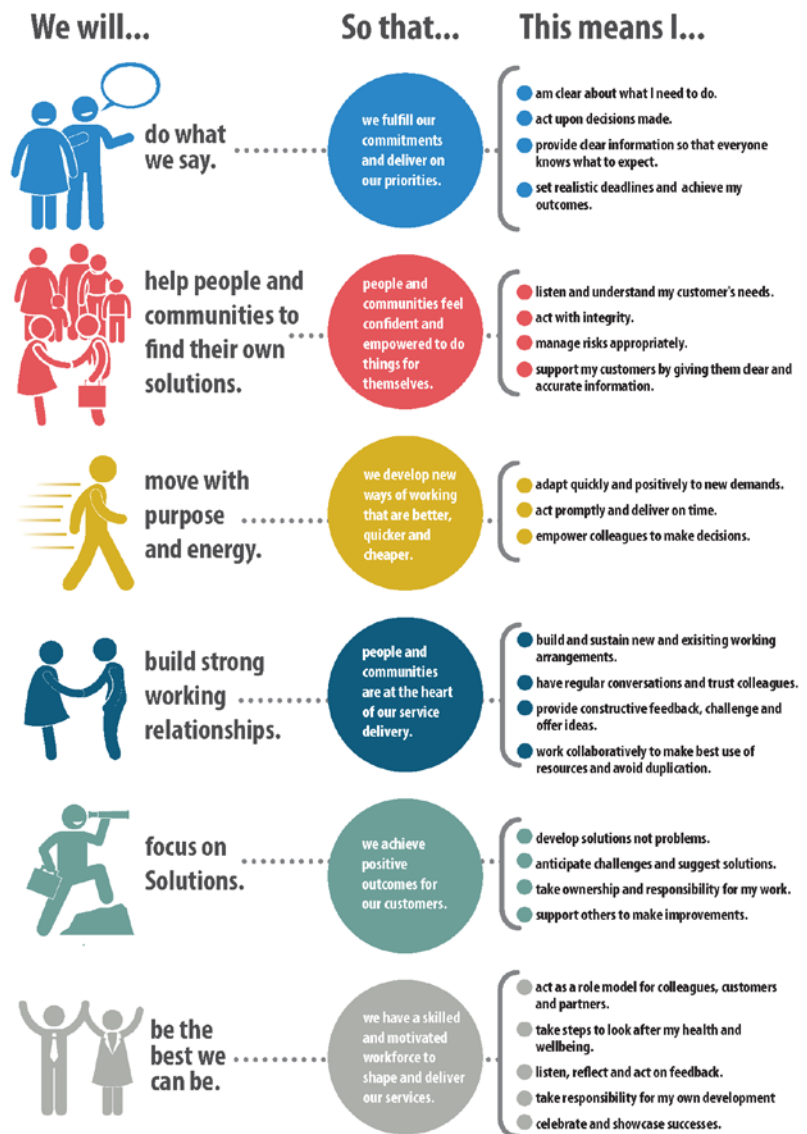 We will...
So that...
This means I...
do what
we say.
we fulfill our
commitments
and deliver on
our priorities.
am clear about what I need to do.
act upon decisions made.
provide clear information so that everyone
knows what to expect.
set realistic deadlines and achieve my
outcomes.
help people and
communities to
find their own
solutions.
people and
communities feel
confident and
empowered to do
things for
themselves.
listen and understand my customer's needs.
act with integrity.
manage risks appropriately.
support my customers by giving them clear and
accurate information.
move with
purpose
and energy.
we develop new
ways of working
that are better,
quicker and
cheaper.
adapt quickly and positively to new demands.
act promptly and deliver on time.
empower colleagues to make decisions.
build strong
working
relationships.
people and
communities
are at the heart
of our service
delivery.
build and sustain new and exisiting working
arrangements.
have regular conversations and trust colleagues.
provide constructive feedback, challenge and
offer ideas.
work collaboratively to make best use of
resources and avoid duplication.
focus on
Solutions.
we achieve
positive
outcomes for
our customers.
develop solutions not problems.
anticipate challenges and suggest solutions.
take ownership and responsibility for my work.
support others to make improvements.
be the
best we
can be.
we have a skilled
and motivated
workforce to
shape and deliver
our services.
act as a role model for colleagues, customers
and partners.
take steps to look after my health and
wellbeing.
listen, reflect and act on feedback.
take responsibility for my own development
celebrate and showcase successes.